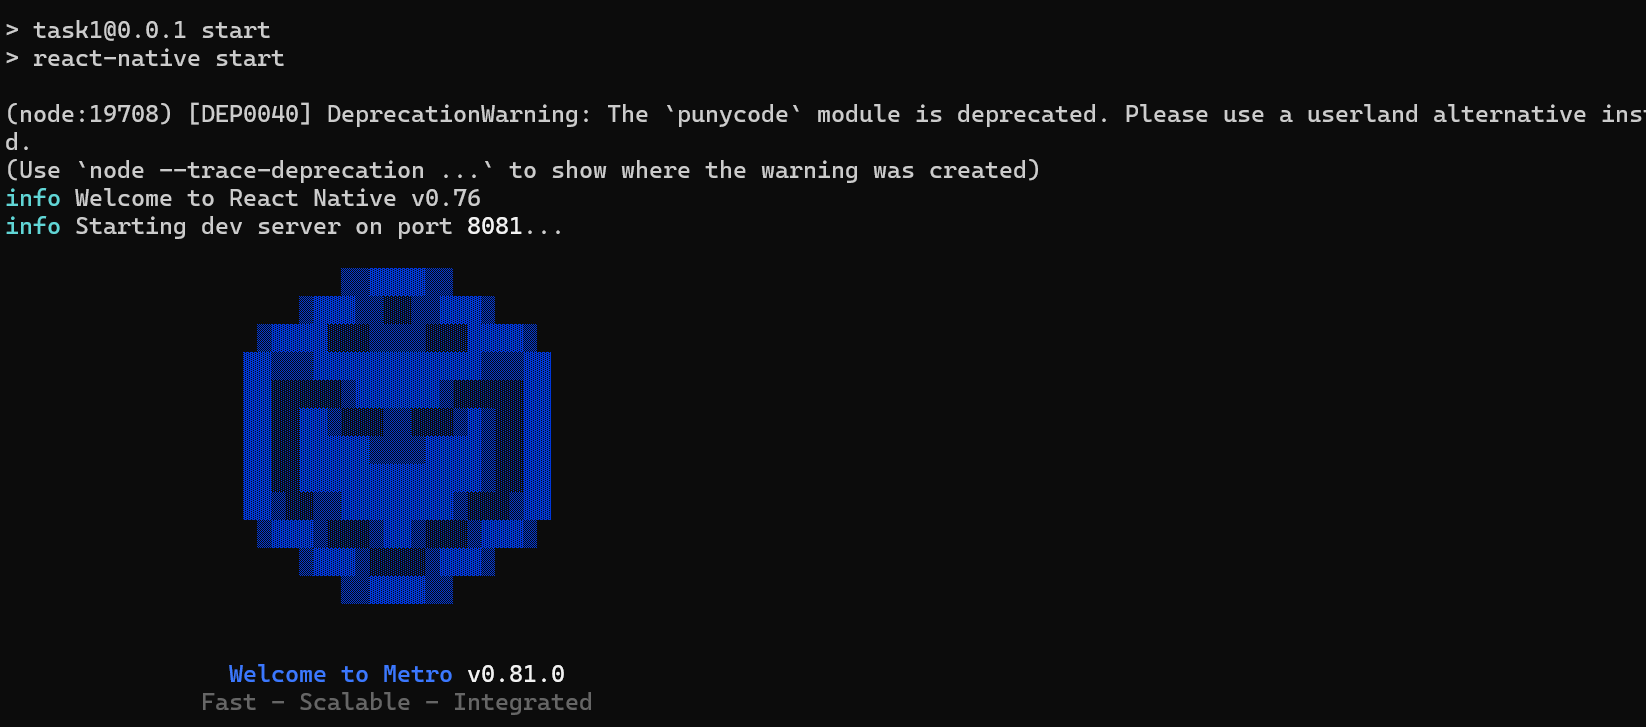 > task1@0.0.1 start
> react-native start
(node:19708) [DEP0040] DeprecationWarning: The `punycode` module is deprecated. Please use a userland alternative inst
d.
(Use `node --trace-deprecation ...` to show where the warning was created)
info Welcome to React Native v0.76
info Starting dev server on port 8081...
Welcome to Metro v0.81.0
Fast - Scalable - Integrated